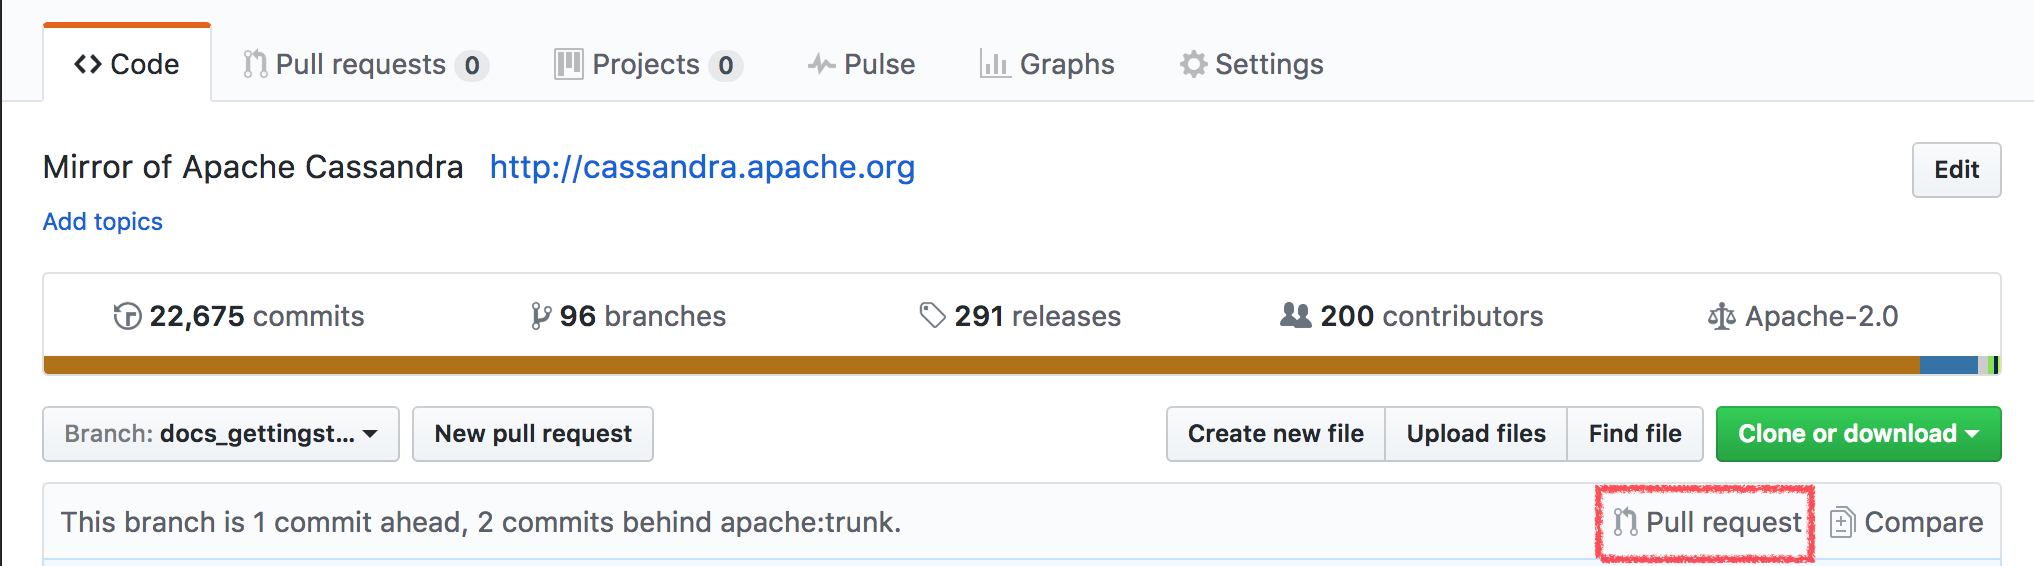 Code Pull requests 0 Projects 0 Pulse Graphs Settings
Mirror of Apache Cassandra http://cassandra.apache.org Edit
Add topics
22,675 commits 96 branches 291 releases 200 contributors Apache-2.0
Branch: docs_gettingst... New pull request Create new file Upload files Find file Clone or download
This branch is 1 commit ahead, 2 commits behind apache:trunk. Pull request Compare